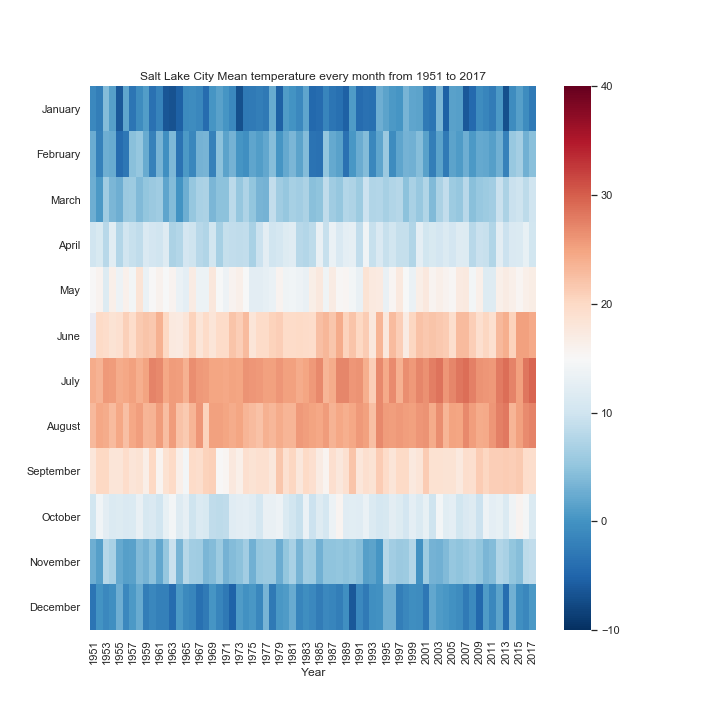 Salt Lake City Mean temperature every month from 1951 to 2017
January
February
March
April
May
June
July
August
September
October
November
December
1951
1953
1955
1957
1959
1961
1963
1965
1967
1969
1971
1973
1975
1977
1979
1981
1983
1985
1987
1989
1991
1993
1995
1997
1999
2001
2003
2005
2007
2009
2011
2013
2015
2017
Year
40
30
20
10
0
−10